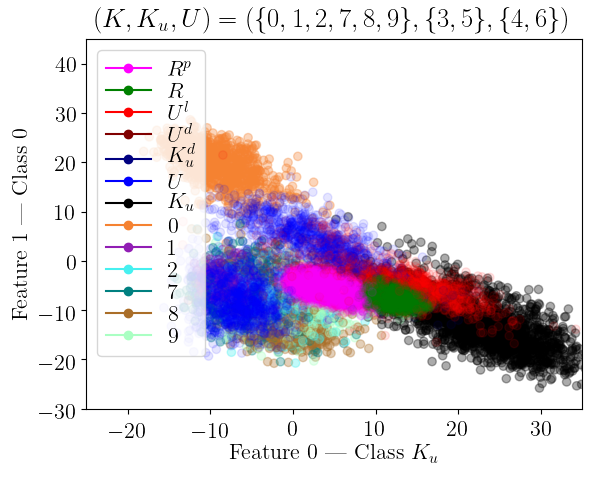 (K, K_u, U) = ({0, 1, 2, 7, 8, 9}, {3, 5}, {4, 6})
Feature 1 — Class 0
40
30
20
10
0
−10
−20
−30
R^p
R
U^l
U^d
K_u^d
U
K_u
0
1
2
7
8
9
−20 −10 0 10 20 30
Feature 0 — Class K_u